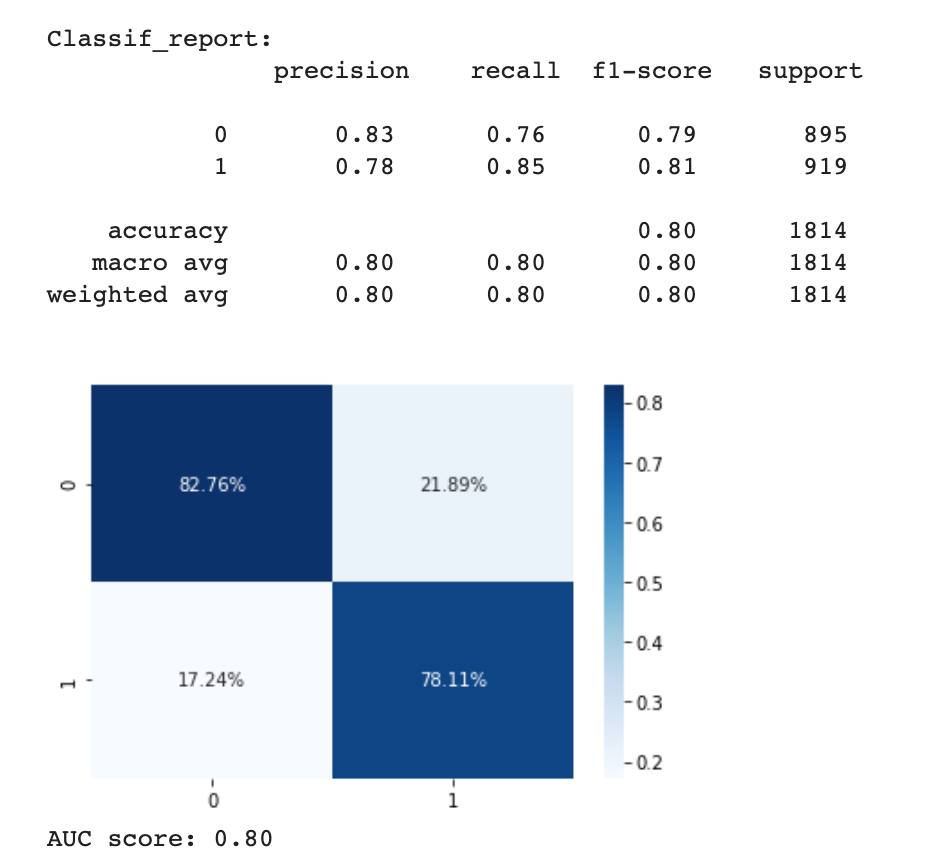 Classif_report:
precision recall f1-score support
0 0.83 0.76 0.79 895
1 0.78 0.85 0.81 919
accuracy 0.80 1814
macro avg 0.80 0.80 0.80 1814
weighted avg 0.80 0.80 0.80 1814
0.8
0.7
0.6
0.5
0.4
0.3
0.2
0 82.76% 21.89%
1 17.24% 78.11%
0 1
AUC score: 0.80